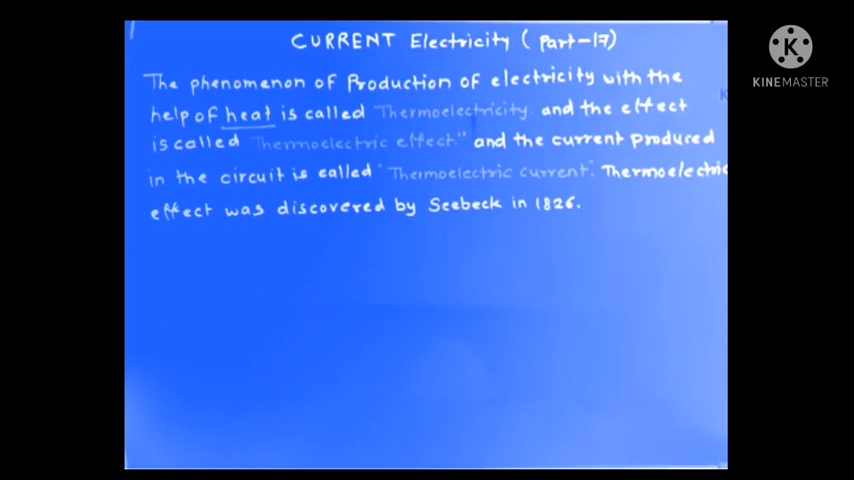 CURRENT Electricity (Part-17)
The phenomenon of Production of electricity with the
help of heat is called Thermoelectricity. and the effect
is called Thermoelectric effect." and the current produced
in the circuit is called "Thermoelectric current". Thermoelectric
effect was discovered by Seebeck in 1826.
K
KINEMASTER
K